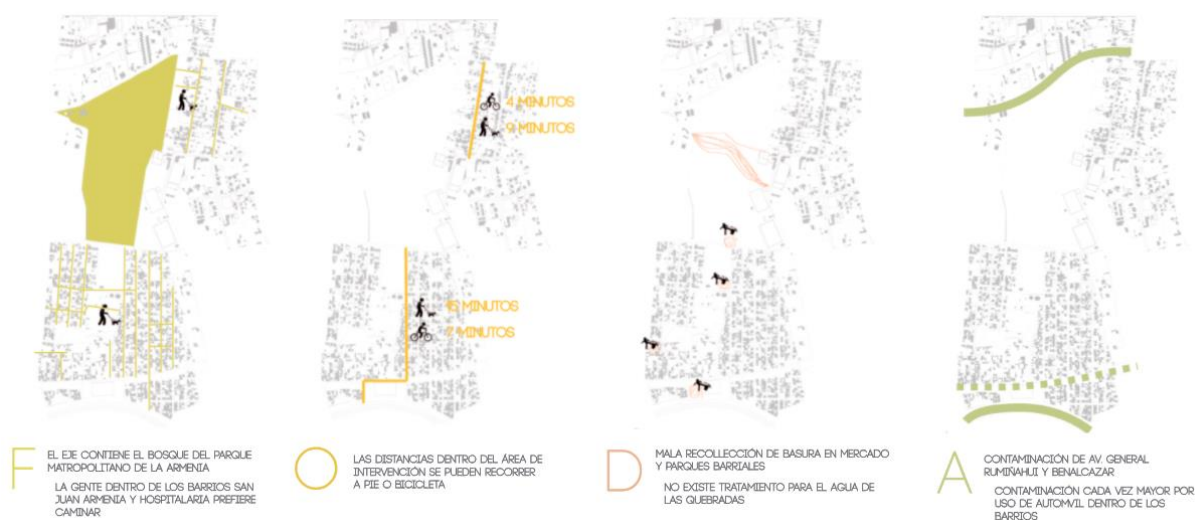 4 MINUTOS
9 MINUTOS
15 MINUTOS
7 MINUTOS
F
EL EJE CONTIENE EL BOSQUE DEL PARQUE
MATROPOLITANO DE LA ARMENIA
LA GENTE DENTRO DE LOS BARRIOS SAN
JUAN ARMENIA Y HOSPITALARIA PREFIERE
CAMINAR
O
LAS DISTANCIAS DENTRO DEL ÁREA DE
INTERVENCIÓN SE PUEDEN RECORRER
A PIE O BICICLETA
D
MALA RECOLLECCIÓN DE BASURA EN MERCADO
Y PARQUES BARRIALES
NO EXISTE TRATAMIENTO PARA EL AGUA DE
LAS QUEBRADAS
A
CONTAMINACIÓN DE AV. GENERAL
RUMIÑAHUI Y BENALCAZAR
CONTAMINACIÓN CADA VEZ MAYOR POR
USO DE AUTOMVIL DENTRO DE LOS
BARRIOS